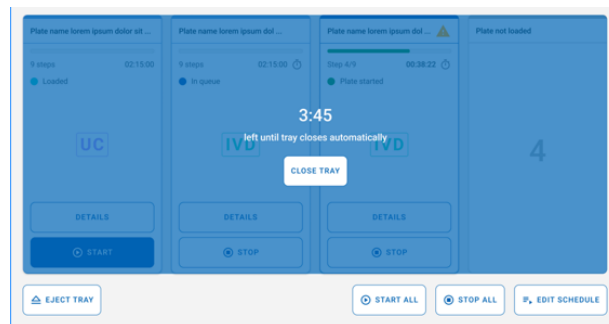 Plate name lorem ipsum dolor sit ...
Plate name lorem ipsum dol ...
Plate name lorem ipsum dol ...
Plate not loaded
9 steps 02:15:00
9 steps 02:15:00
Step 4/9 00:38:22
Loaded
In queue
Plate started
3:45
left until tray closes automatically
UC
IVD
IVD
4
CLOSE TRAY
DETAILS
DETAILS
DETAILS
START
STOP
STOP
EJECT TRAY
START ALL
STOP ALL
EDIT SCHEDULE